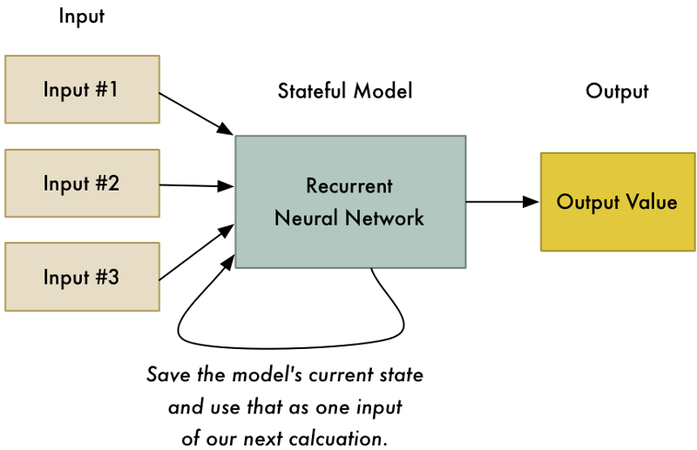 Input
Input #1
Input #2
Input #3
Stateful Model
Recurrent
Neural Network
Output
Output Value
Save the model's current state
and use that as one input
of our next calcuation.